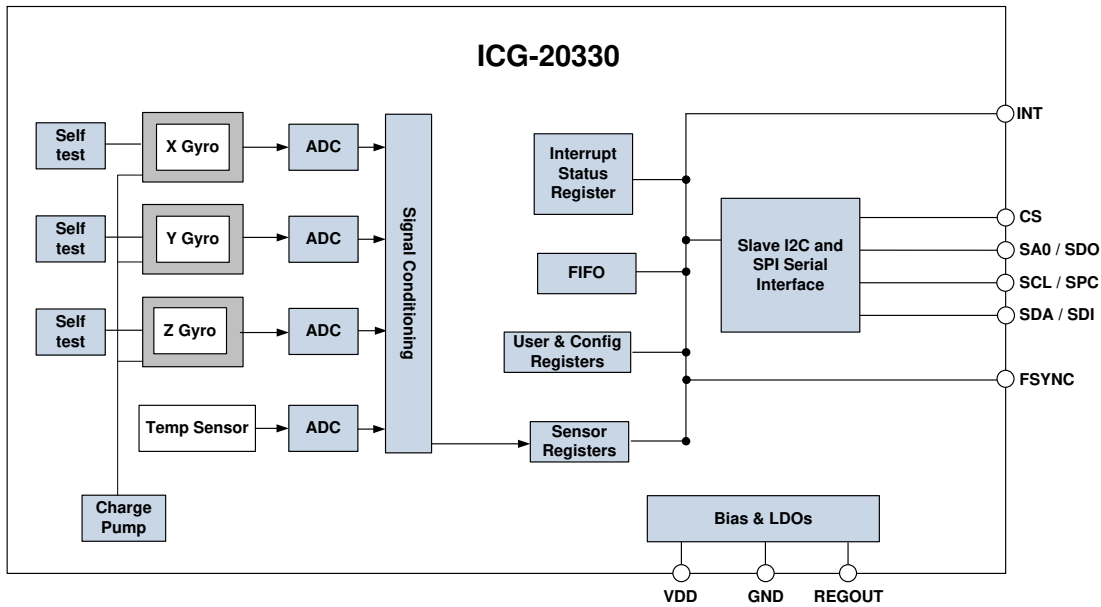 ICG-20330
INT
Self
test
X Gyro
ADC
Interrupt
Status
Register
Signal Conditioning
CS
Self
test
Y Gyro
ADC
Slave I2C and
SPI Serial
Interface
SA0 / SDO
FIFO
SCL / SPC
SDA / SDI
Self
test
Z Gyro
ADC
User & Config
Registers
FSYNC
Temp Sensor
ADC
Sensor
Registers
Charge
Pump
Bias & LDOs
VDD
GND
REGOUT